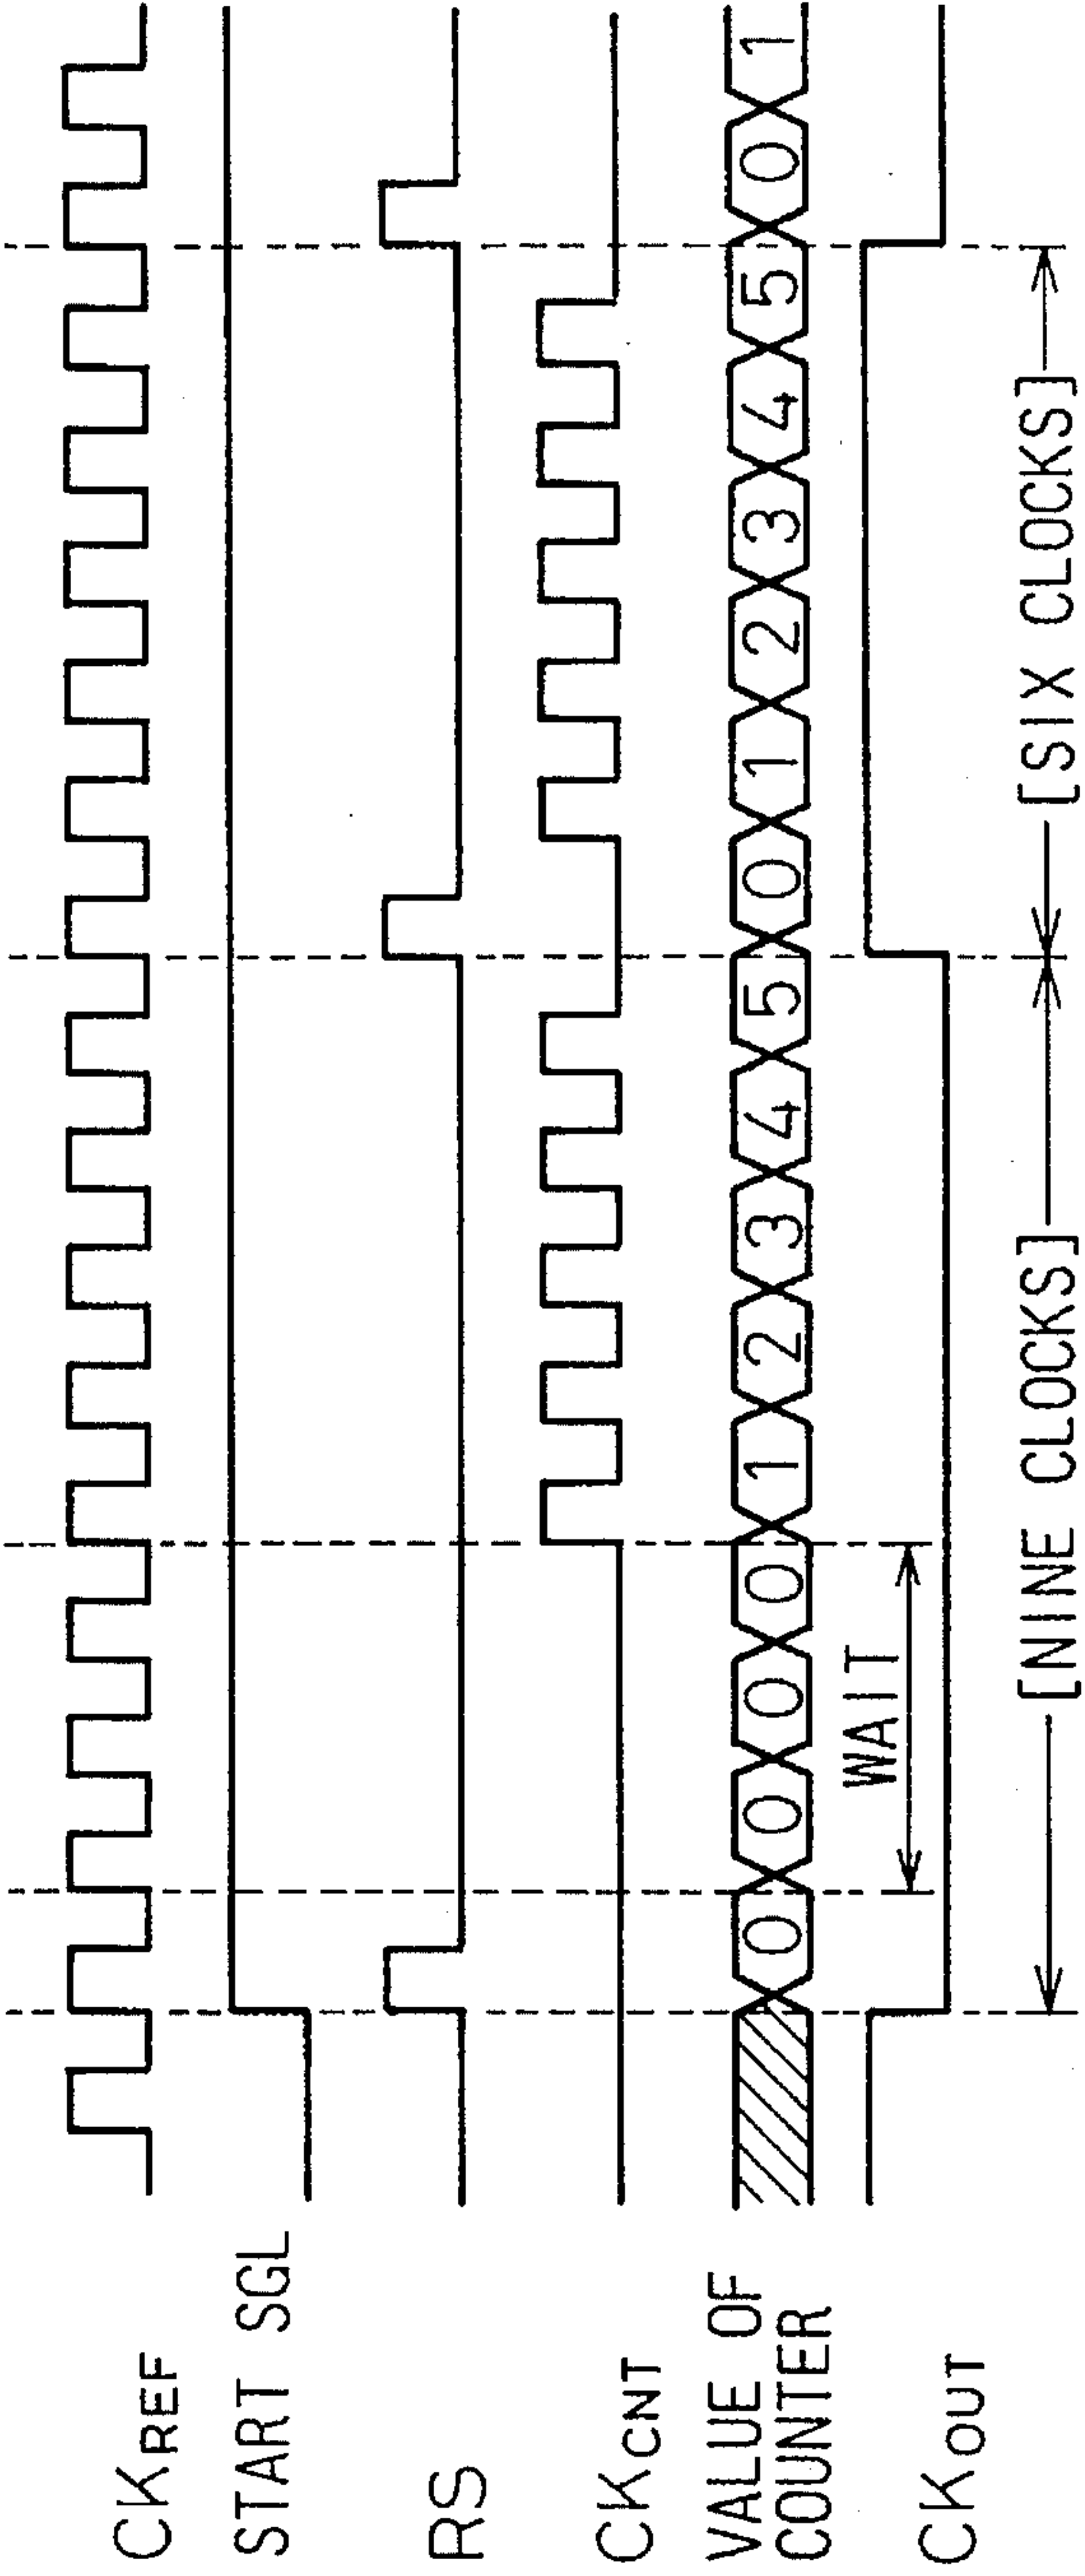 CKREF
START SGL
RS
CKCNT
VALUE OF
COUNTER
0 0 0 0 1 2 3 4 5 0 1 2 3 4 5 0 1
WAIT
CKOUT
[NINE CLOCKS] [SIX CLOCKS]